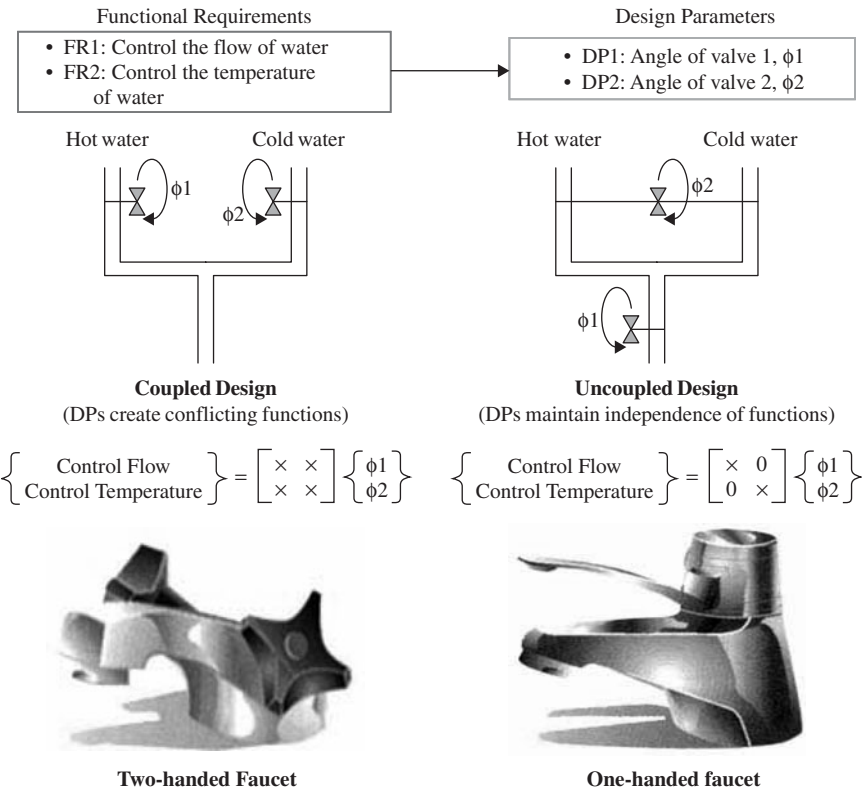 Functional Requirements
Design Parameters
• FR1: Control the flow of water
• FR2: Control the temperature
of water
• DP1: Angle of valve 1, ϕ1
• DP2: Angle of valve 2, ϕ2
Hot water
Cold water
ϕ1
ϕ2
Hot water
Cold water
ϕ2
ϕ1
Coupled Design
(DPs create conflicting functions)
Uncoupled Design
(DPs maintain independence of functions)
{ Control Flow } = [ × × ] { ϕ1 }
{ Control Temperature } = [ × × ] { ϕ2 }
{ Control Flow } = [ × 0 ] { ϕ1 }
{ Control Temperature } = [ 0 × ] { ϕ2 }
Two-handed Faucet
One-handed faucet